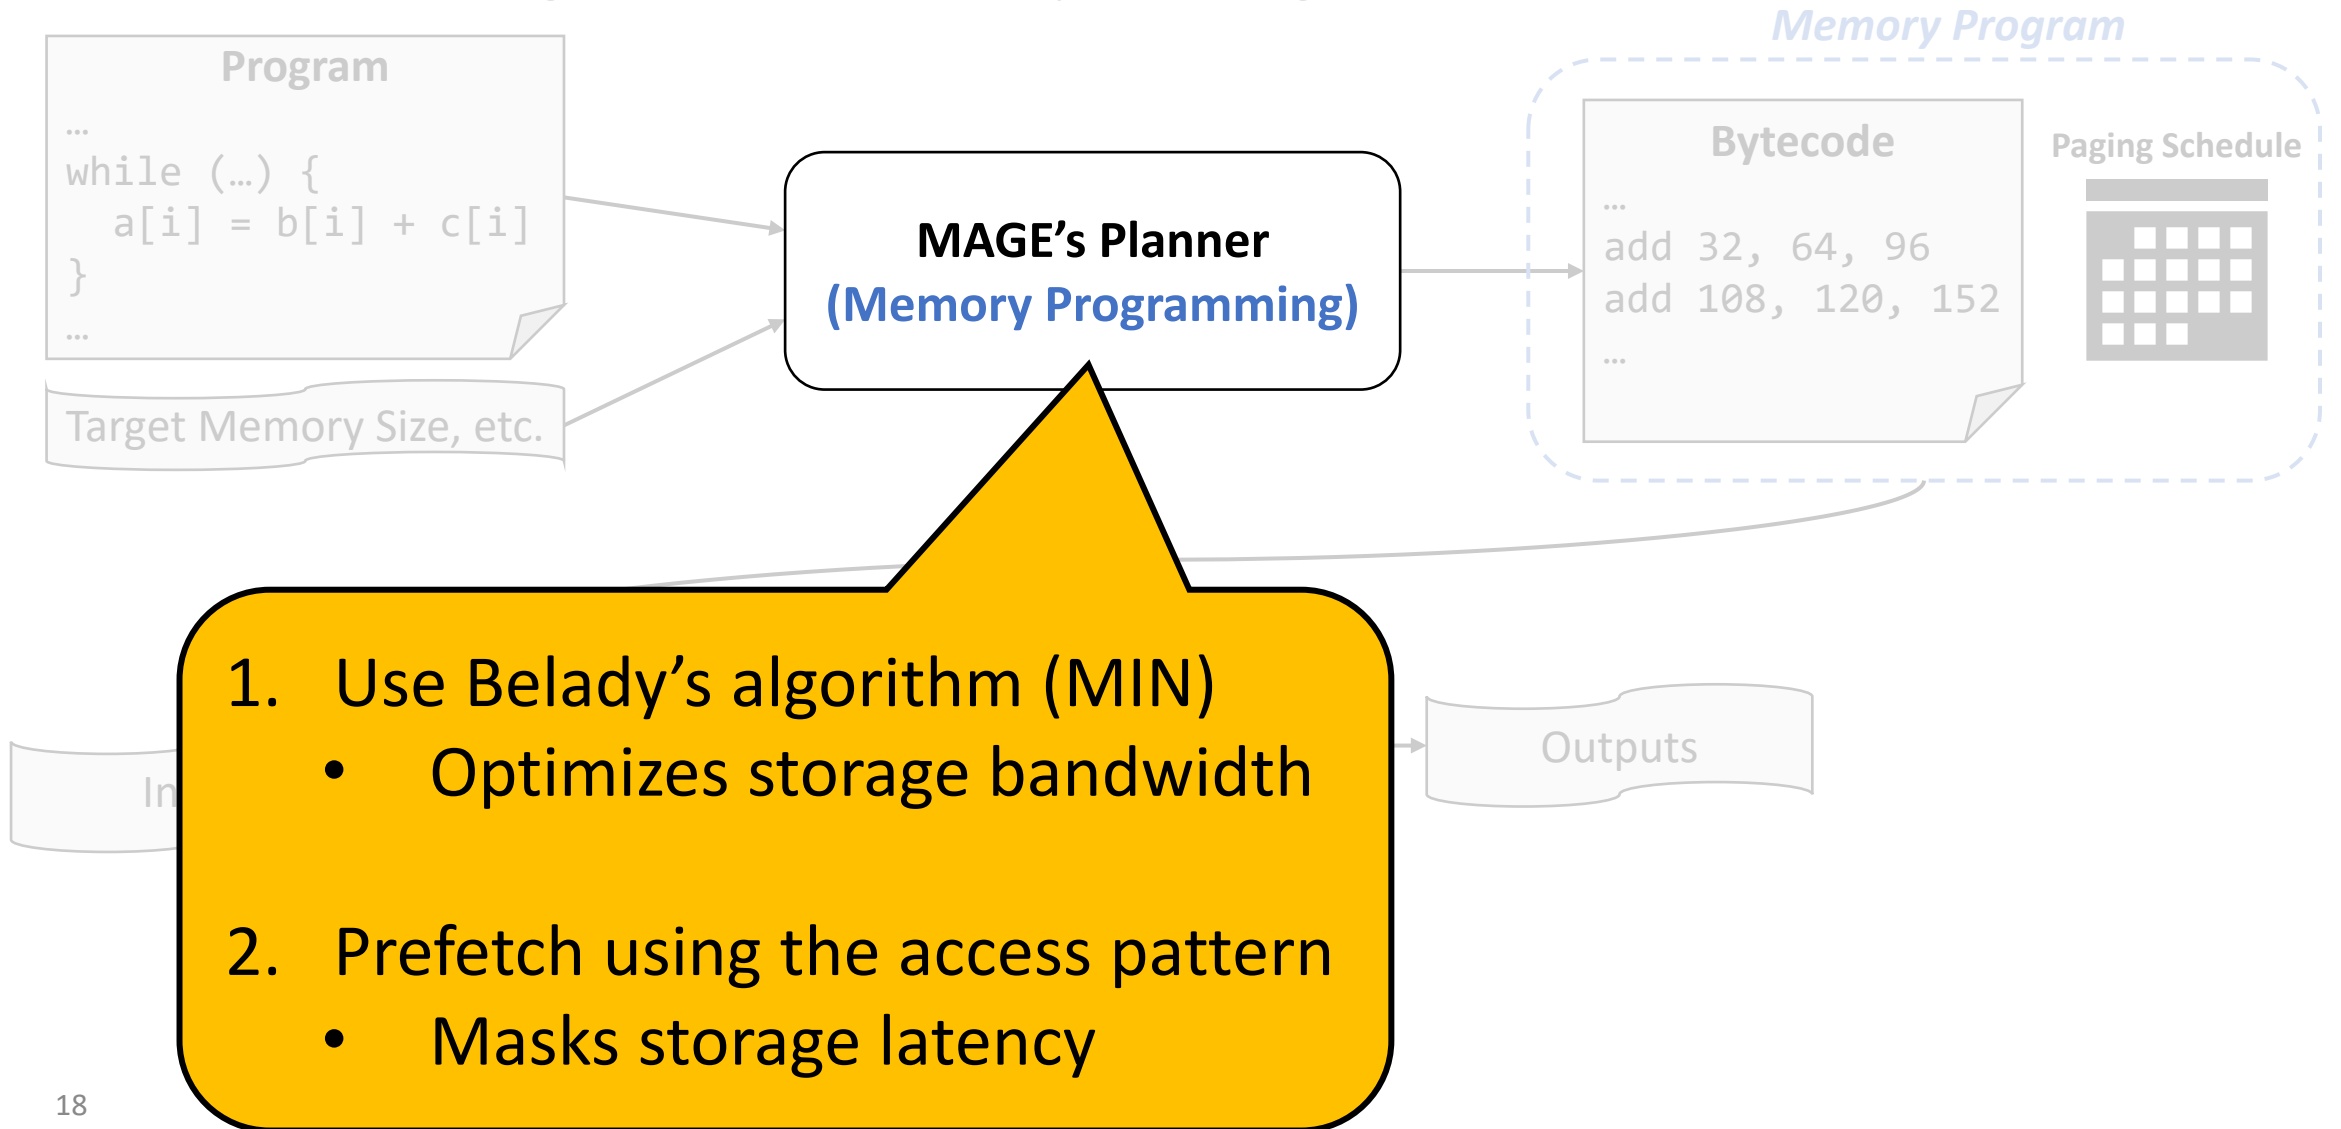 Memory Program
Program
…
while (…) {
a[i] = b[i] + c[i]
}
…
Target Memory Size, etc.
MAGE’s Planner
(Memory Programming)
Bytecode
…
add 32, 64, 96
add 108, 120, 152
…
Paging Schedule
1. Use Belady’s algorithm (MIN)
• Optimizes storage bandwidth
2. Prefetch using the access pattern
• Masks storage latency
Outputs
18